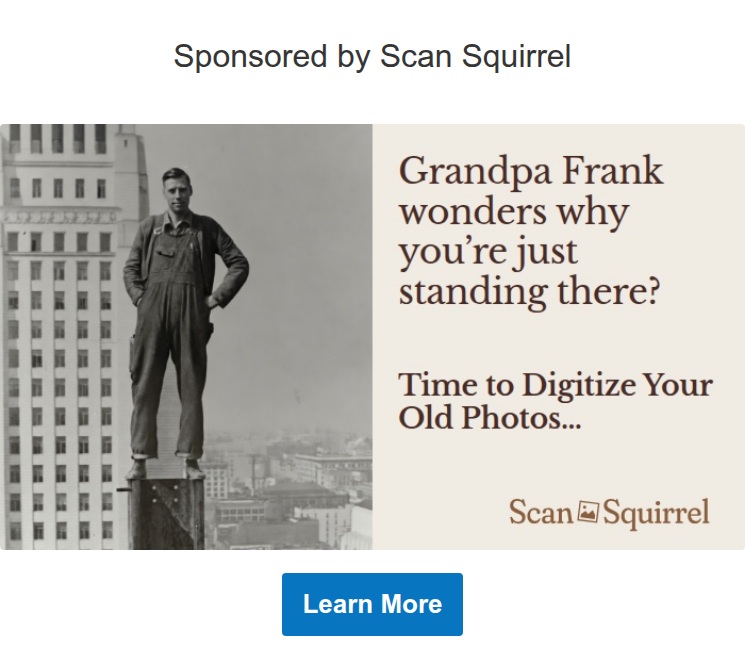 Sponsored by Scan Squirrel
Grandpa Frank
wonders why
you're just
standing there?
Time to Digitize Your
Old Photos...
Scan Squirrel
Learn More